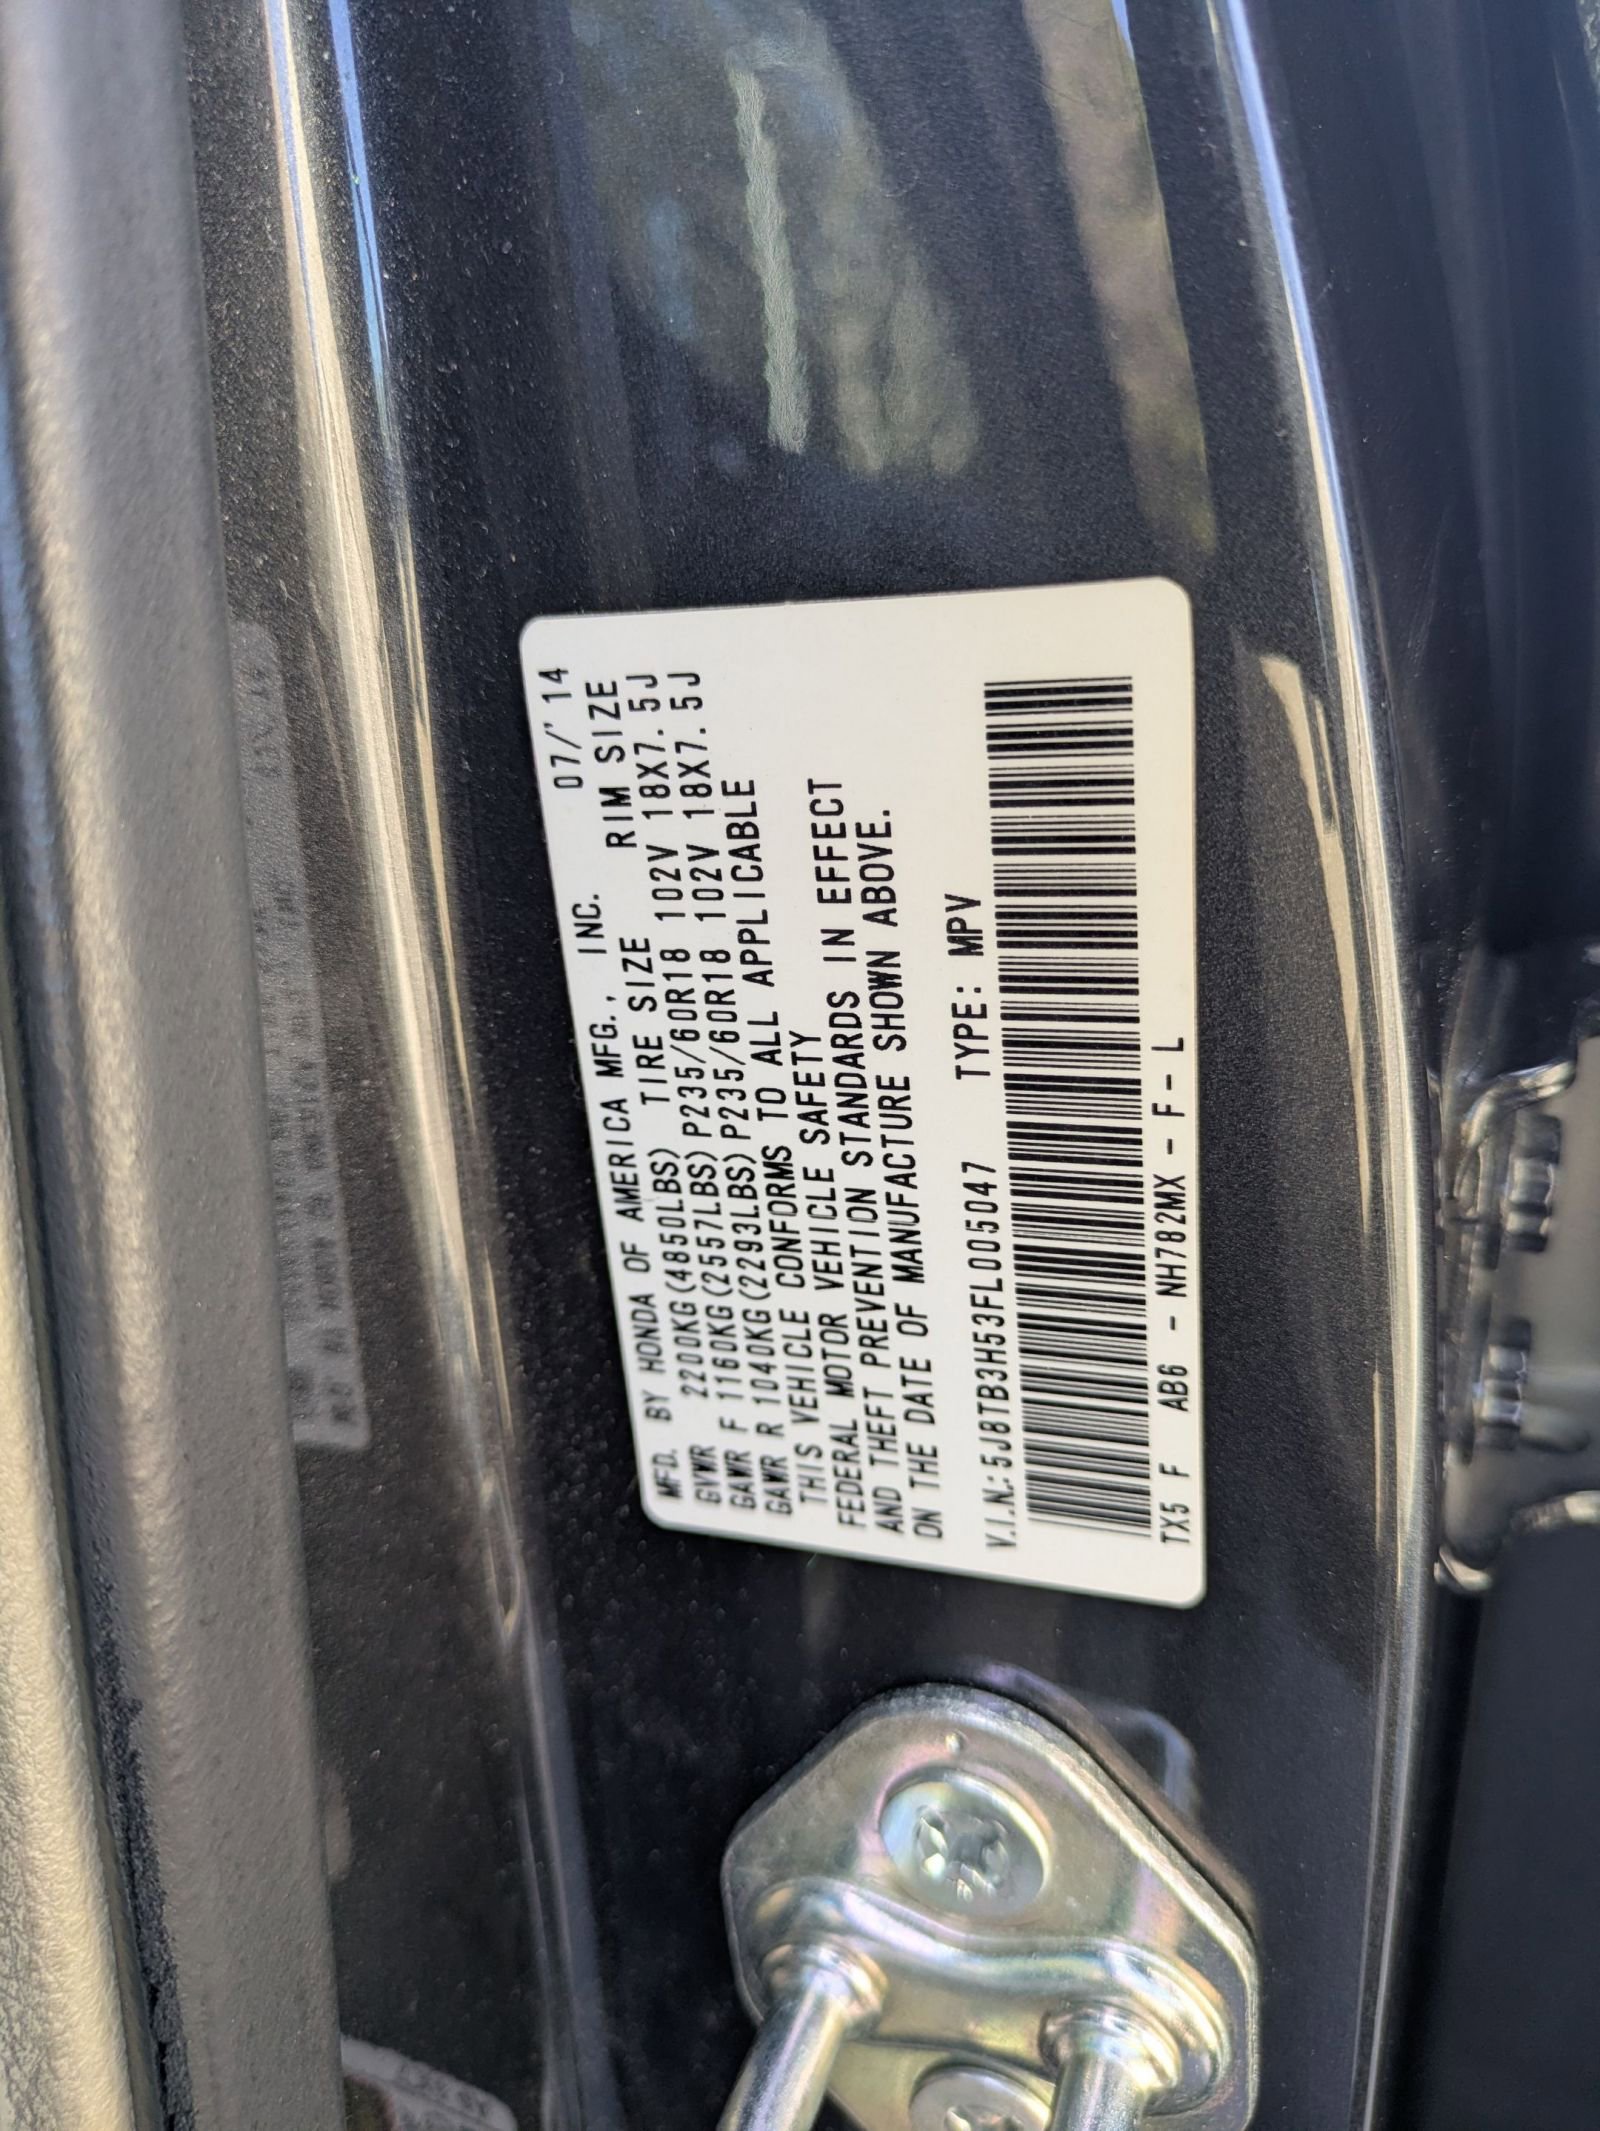 MFD. BY HONDA OF AMERICA MFG., INC. 07/'14
GVWR 2200KG(4850LBS) TIRE SIZE RIM SIZE
GAWR F 1160KG(2557LBS) P235/60R18 102V 18X7.5J
GAWR R 1040KG(2293LBS) P235/60R18 102V 18X7.5J
THIS VEHICLE CONFORMS TO ALL APPLICABLE
FEDERAL MOTOR VEHICLE SAFETY
AND THEFT PREVENTION STANDARDS IN EFFECT
ON THE DATE OF MANUFACTURE SHOWN ABOVE.
V.I.N.: 5J8TB3H53FL005047 TYPE: MPV
TX5 F AB6 - NH782MX - F - L